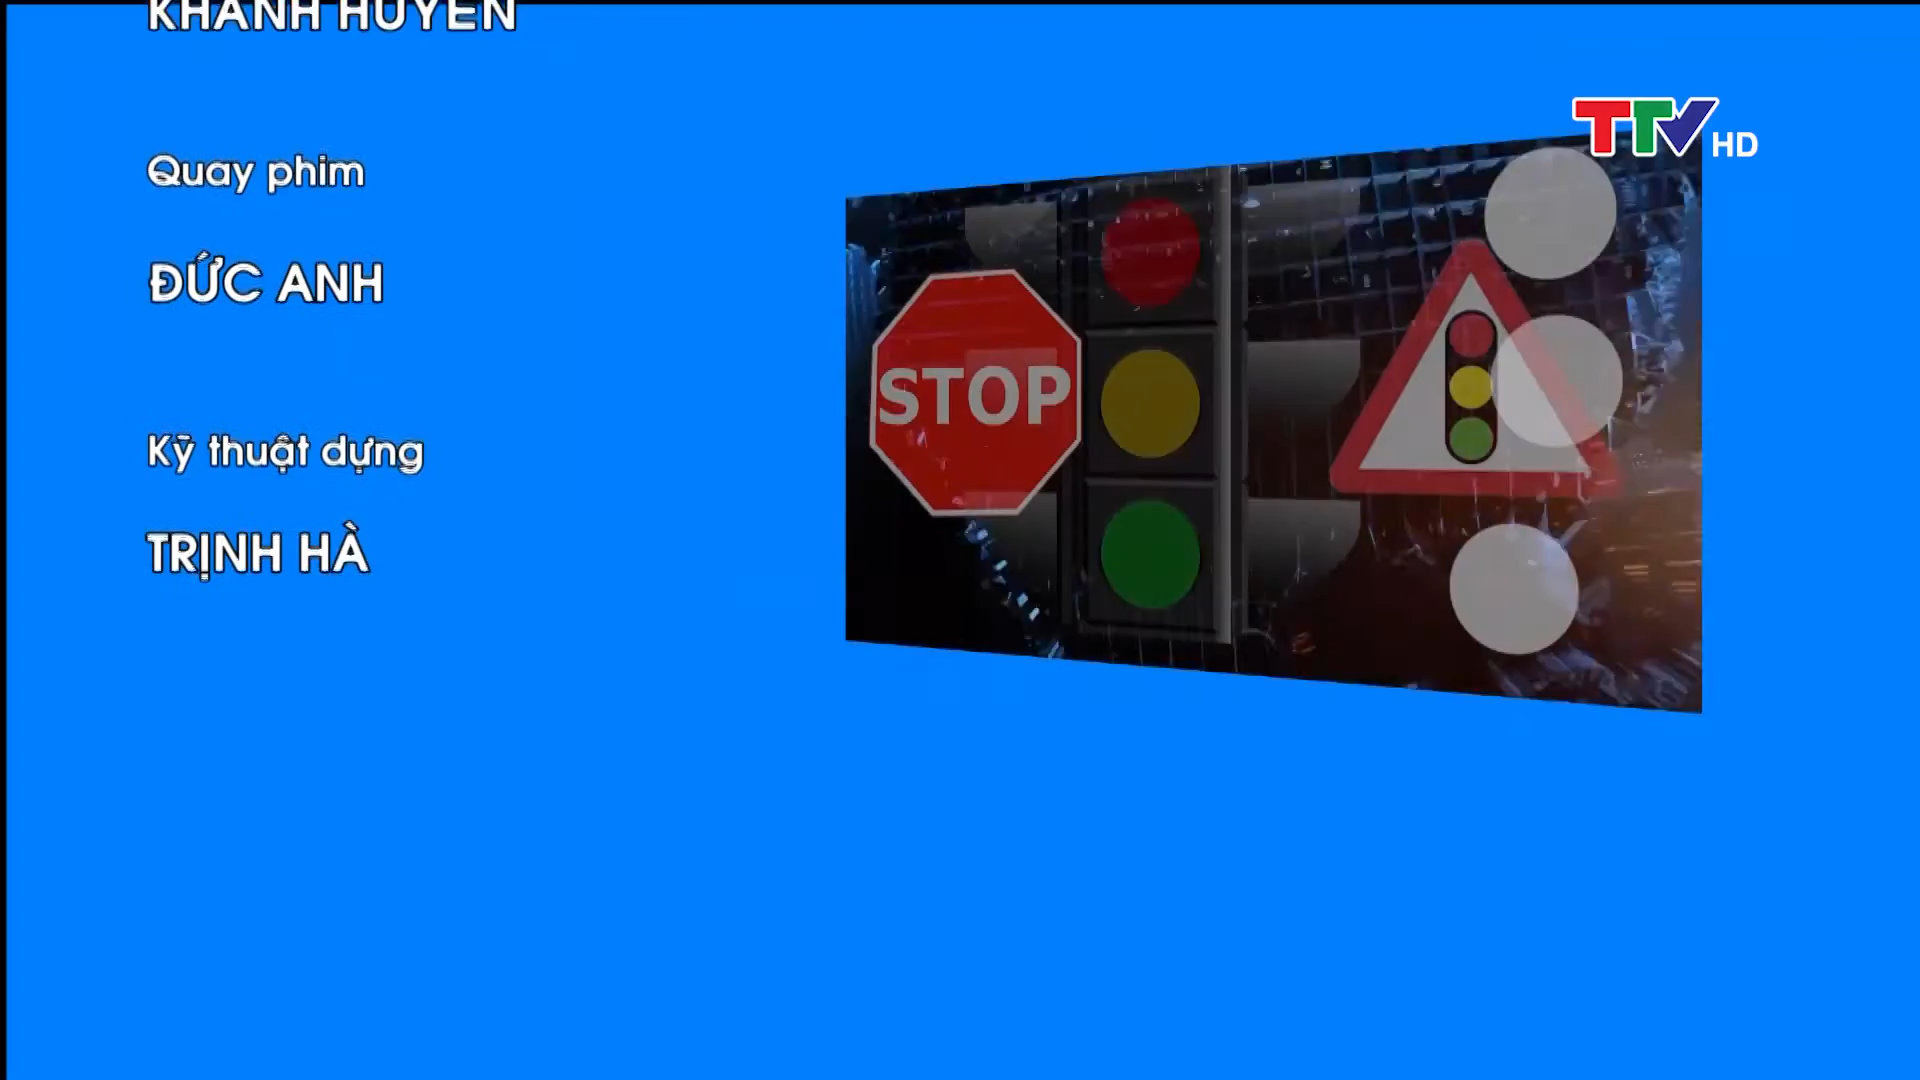 KHÁNH HUYỀN
Quay phim
ĐỨC ANH
Kỹ thuật dựng
TRỊNH HÀ
STOP
TTV HD